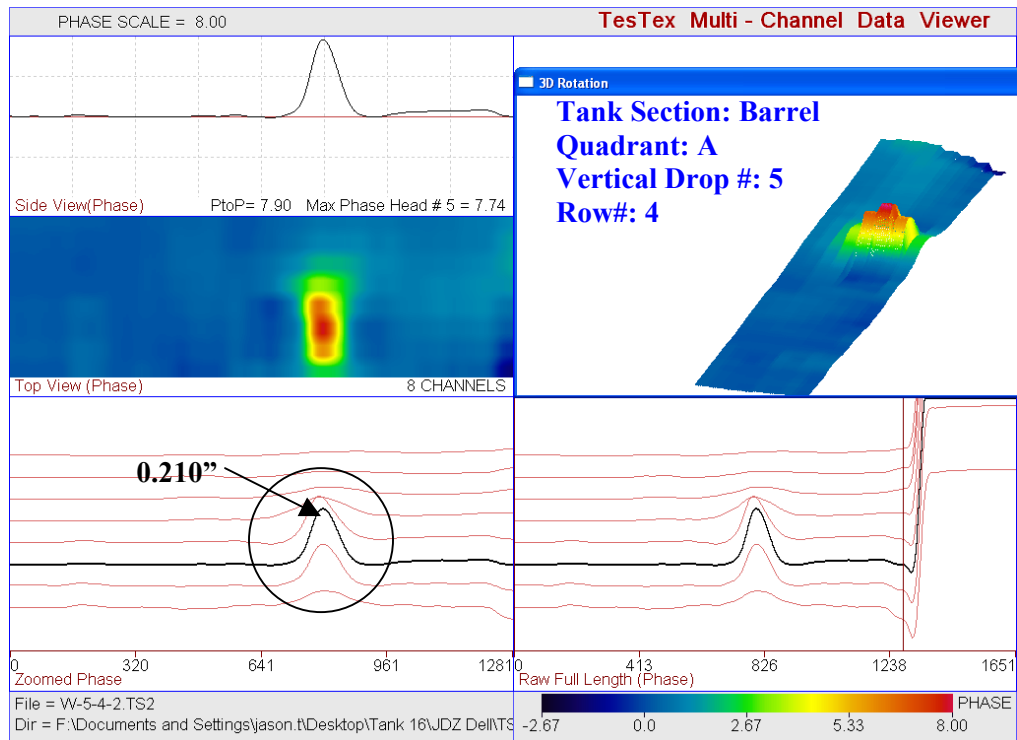 PHASE SCALE = 8.00
TesTex Multi - Channel Data Viewer
Side View(Phase)
PtoP= 7.90 Max Phase Head # 5 = 7.74
3D Rotation
Tank Section: Barrel
Quadrant: A
Vertical Drop #: 5
Row#: 4
Top View (Phase)
8 CHANNELS
0.210”
0 320 641 961 1281
Zoomed Phase
0 413 826 1238 1651
Raw Full Length (Phase)
File = W-5-4-2.TS2
Dir = F:\Documents and Settings\jason.t\Desktop\Tank 16\JDZ Dell\TS
PHASE
-2.67 0.0 2.67 5.33 8.00